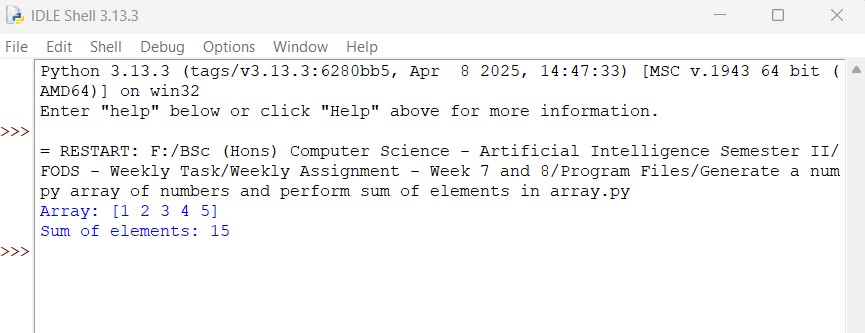 IDLE Shell 3.13.3
File Edit Shell Debug Options Window Help
Python 3.13.3 (tags/v3.13.3:6280bb5, Apr  8 2025, 14:47:33) [MSC v.1943 64 bit (
AMD64)] on win32
Enter "help" below or click "Help" above for more information.
>>>
= RESTART: F:/BSc (Hons) Computer Science - Artificial Intelligence Semester II/
FODS - Weekly Task/Weekly Assignment - Week 7 and 8/Program Files/Generate a num
py array of numbers and perform sum of elements in array.py
Array: [1 2 3 4 5]
Sum of elements: 15
>>>